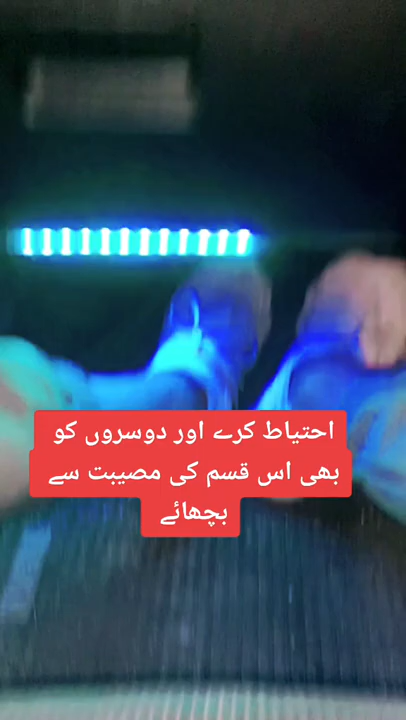 احتیاط کرے اور دوسروں کو
بھی اس قسم کی مصیبت سے
بچھائے